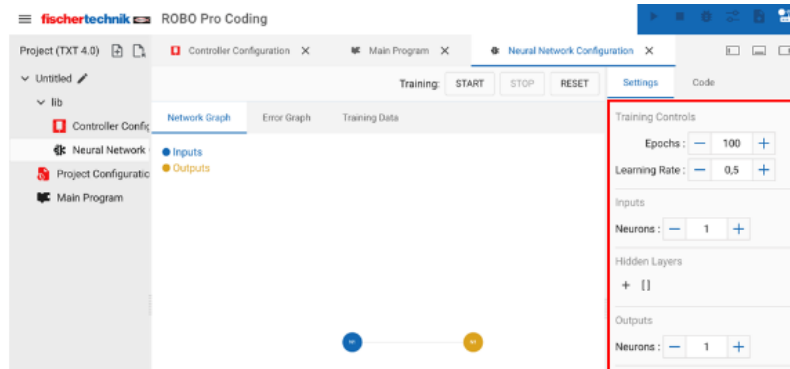 fischertechnik ROBO Pro Coding
Project (TXT 4.0)
Controller Configuration X
Main Program X
Neural Network Configuration X
Untitled
lib
Controller Config
Neural Network
Project Configuratic
Main Program
Training: START STOP RESET
Network Graph Error Graph Training Data
Inputs
Outputs
Settings Code
Training Controls
Epochs : — 100 +
Learning Rate : — 0,5 +
Inputs
Neurons : — 1 +
Hidden Layers
+ []
Outputs
Neurons : — 1 +